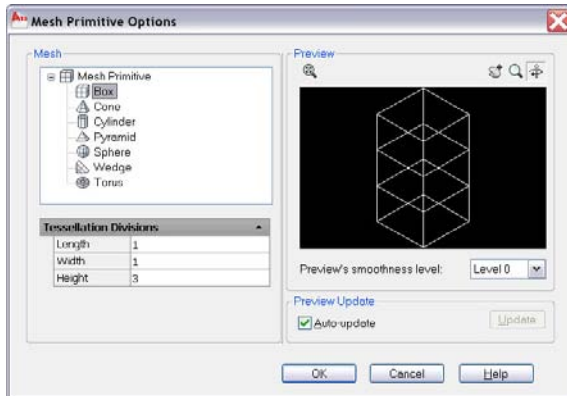 Mesh Primitive Options
Mesh
Mesh Primitive
Box
Cone
Cylinder
Pyramid
Sphere
Wedge
Torus
Tessellation Divisions
Length 1
Width 1
Height 3
Preview
Preview's smoothness level: Level 0
Preview Update
Auto-update
Update
OK Cancel Help